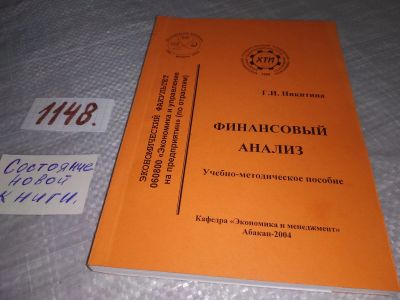 1148.
Состояние
новой
книги.
ЭКОНОМИЧЕСКИЙ ФАКУЛЬТЕТ
060800 «Экономика и управление
на предприятии» (по отраслям)
ХТИ
Г.И. Никитина
ФИНАНСОВЫЙ
АНАЛИЗ
Учебно-методическое пособие
Кафедра «Экономика и менеджмент»
Абакан-2004